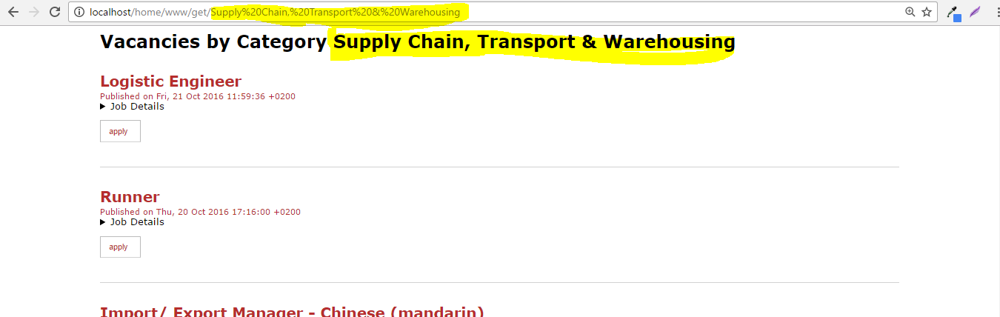 localhost/home/www/get/Supply%20Chain,%20Transport%20&%20Warehousing
Vacancies by Category Supply Chain, Transport & Warehousing
Logistic Engineer
Published on Fri, 21 Oct 2016 11:59:36 +0200
Job Details
apply
Runner
Published on Thu, 20 Oct 2016 17:16:00 +0200
Job Details
apply
Import/ Export Manager - Chinese (mandarin)